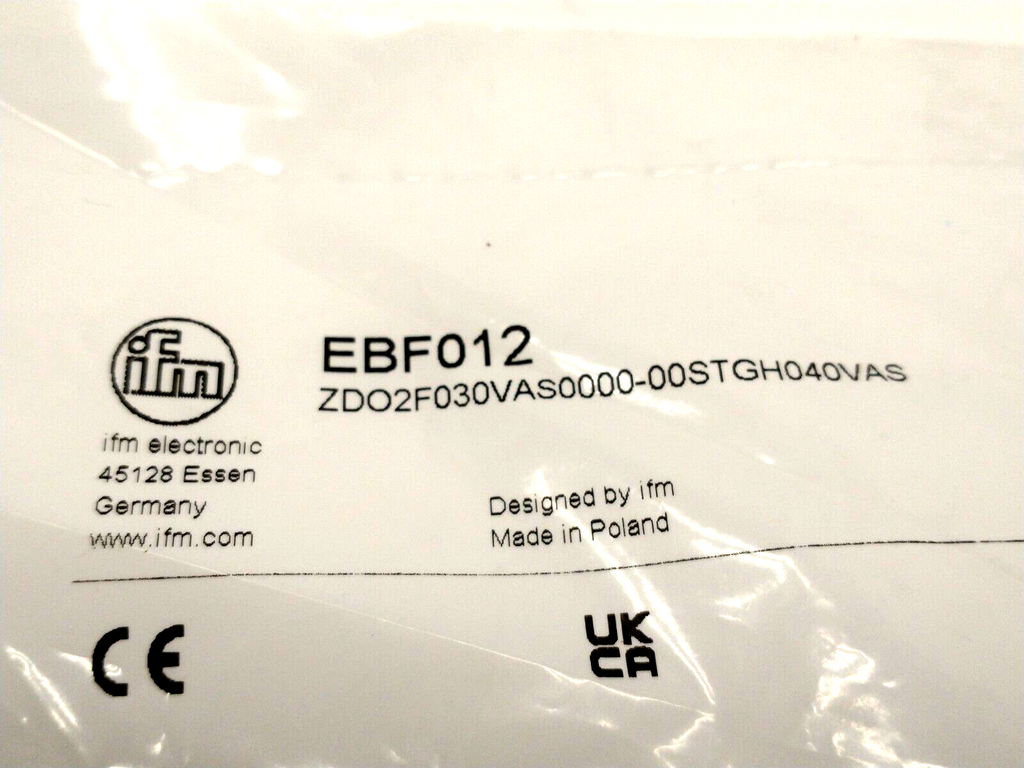 ifm
EBF012
ZDO2F030VAS0000-00STGH040VAS
ifm electronic
45128 Essen
Germany
www.ifm.com
Designed by ifm
Made in Poland
CE
UK
CA